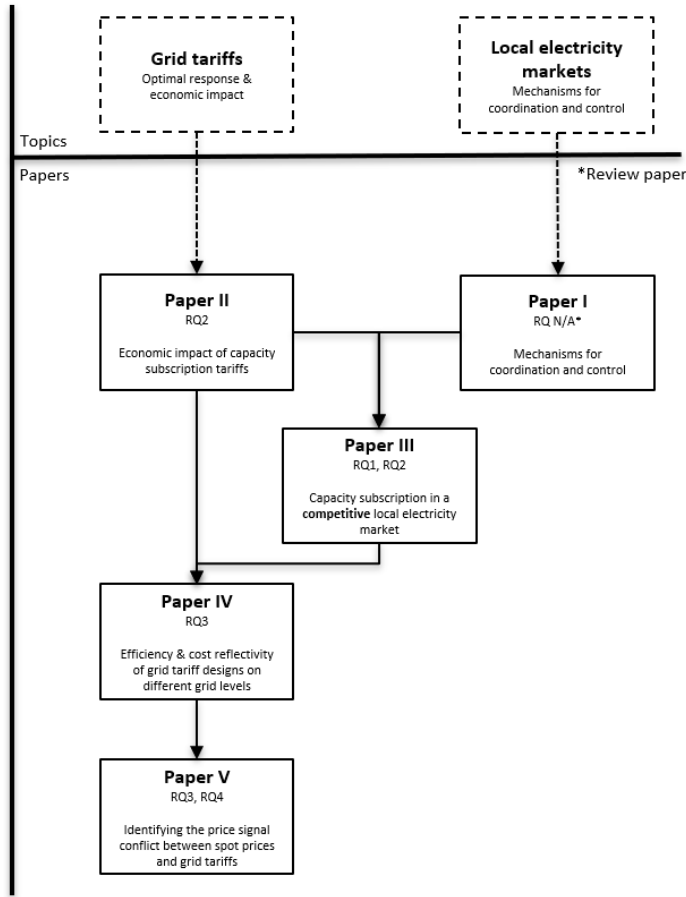 Grid tariffs
Optimal response &
economic impact
Local electricity
markets
Mechanisms for
coordination and control
Topics
Papers
*Review paper
Paper II
RQ2
Economic impact of capacity
subscription tariffs
Paper I
RQ N/A*
Mechanisms for
coordination and control
Paper III
RQ1, RQ2
Capacity subscription in a
competitive local electricity
market
Paper IV
RQ3
Efficiency & cost reflectivity
of grid tariff designs on
different grid levels
Paper V
RQ3, RQ4
Identifying the price signal
conflict between spot prices
and grid tariffs